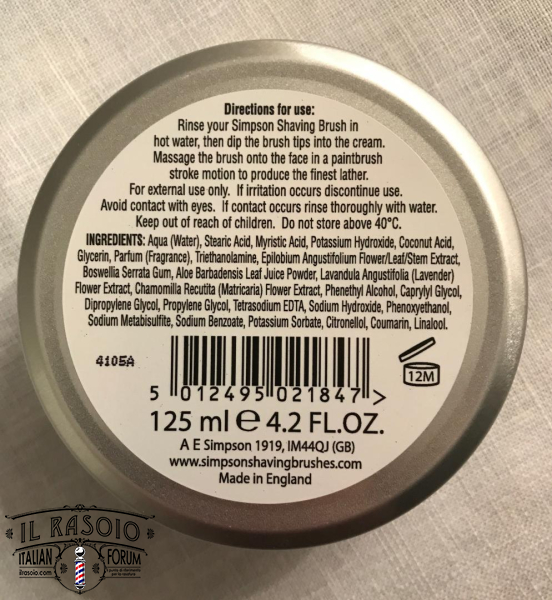 Directions for use:
Rinse your Simpson Shaving Brush in
hot water, then dip the brush tips into the cream.
Massage the brush onto the face in a paintbrush
stroke motion to produce the finest lather.
For external use only. If irritation occurs discontinue use.
Avoid contact with eyes. If contact occurs rinse thoroughly with water.
Keep out of reach of children. Do not store above 40°C.
INGREDIENTS: Aqua (Water), Stearic Acid, Myristic Acid, Potassium Hydroxide, Coconut Acid,
Glycerin, Parfum (Fragrance), Triethanolamine, Epilobium Angustifolium Flower/Leaf/Stem Extract,
Boswellia Serrata Gum, Aloe Barbadensis Leaf Juice Powder, Lavandula Angustifolia (Lavender)
Flower Extract, Chamomilla Recutita (Matricaria) Flower Extract, Phenethyl Alcohol, Caprylyl Glycol,
Dipropylene Glycol, Propylene Glycol, Tetrasodium EDTA, Sodium Hydroxide, Phenoxyethanol,
Sodium Metabisulfite, Sodium Benzoate, Potassium Sorbate, Citronellol, Coumarin, Linalool.
4105A
12M
5 012495 021847 >
125 ml e 4.2 FL.OZ.
A E Simpson 1919, IM44QJ (GB)
www.simpsonshavingbrushes.com
Made in England
IL RASOIO
ITALIAN FORUM
ilrasoio.com